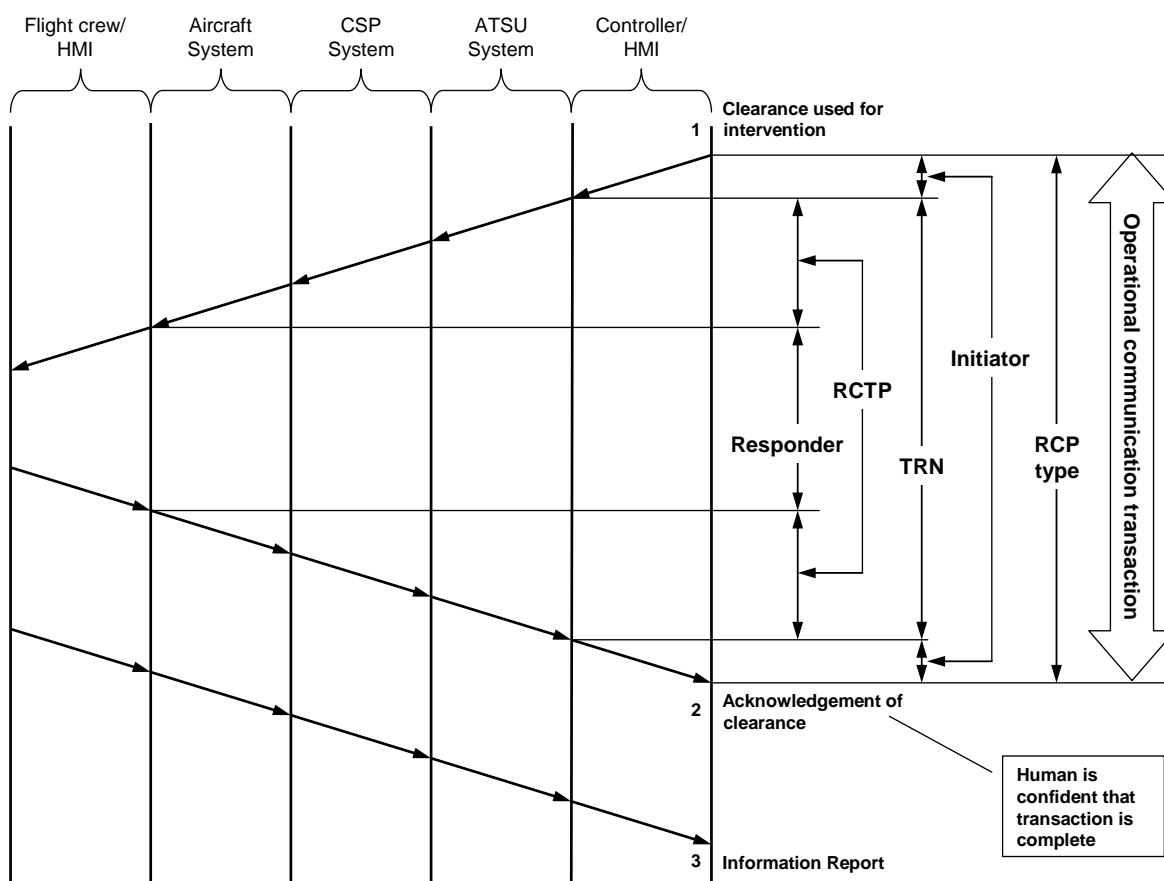 Flight crew/
HMI
Aircraft
System
CSP
System
ATSU
System
Controller/
HMI
1
Clearance used for
intervention
Operational communication transaction
Initiator
RCTP
Responder
TRN
RCP
type
2
Acknowledgement of
clearance
Human is
confident that
transaction is
complete
3
Information Report